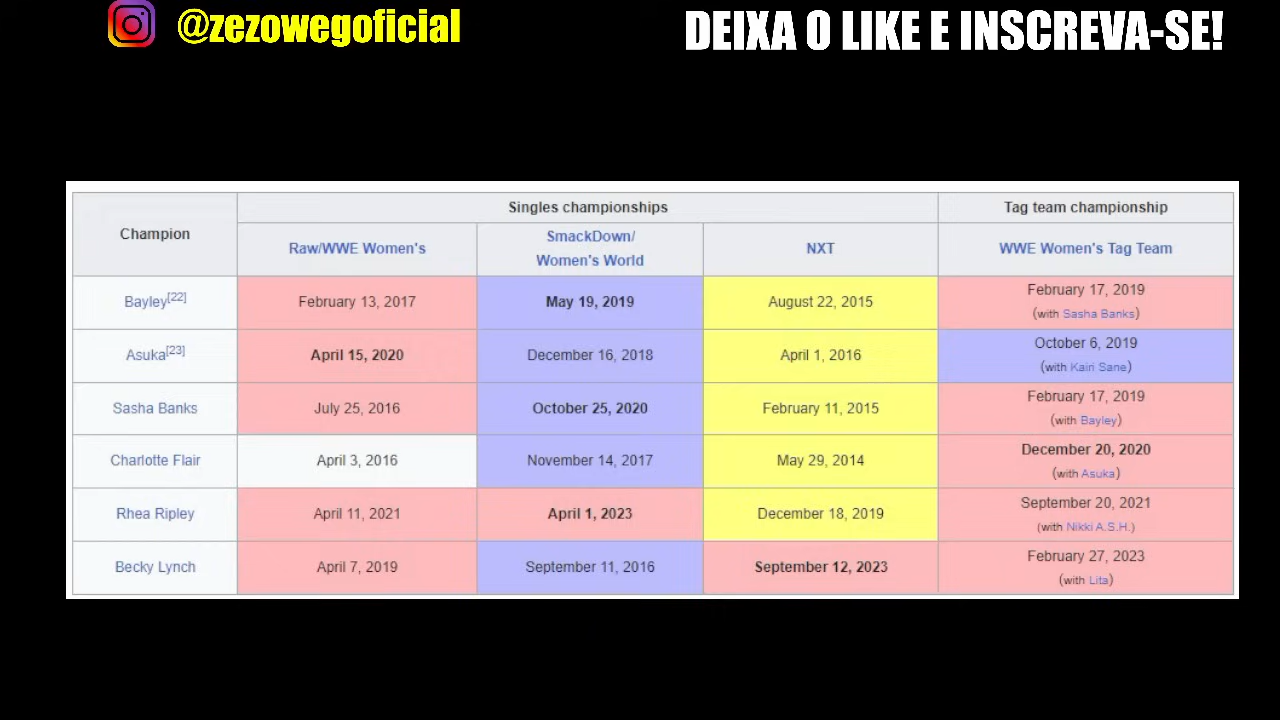 @zezowegoficial
DEIXA O LIKE E INSCREVA-SE!
Champion
Singles championships
Tag team championship
Raw/WWE Women's
SmackDown/
Women's World
NXT
WWE Women's Tag Team
Bayley[22]
February 13, 2017
May 19, 2019
August 22, 2015
February 17, 2019
(with Sasha Banks)
Asuka[23]
April 15, 2020
December 16, 2018
April 1, 2016
October 6, 2019
(with Kairi Sane)
Sasha Banks
July 25, 2016
October 25, 2020
February 11, 2015
February 17, 2019
(with Bayley)
Charlotte Flair
April 3, 2016
November 14, 2017
May 29, 2014
December 20, 2020
(with Asuka)
Rhea Ripley
April 11, 2021
April 1, 2023
December 18, 2019
September 20, 2021
(with Nikki A.S.H.)
Becky Lynch
April 7, 2019
September 11, 2016
September 12, 2023
February 27, 2023
(with Lita)